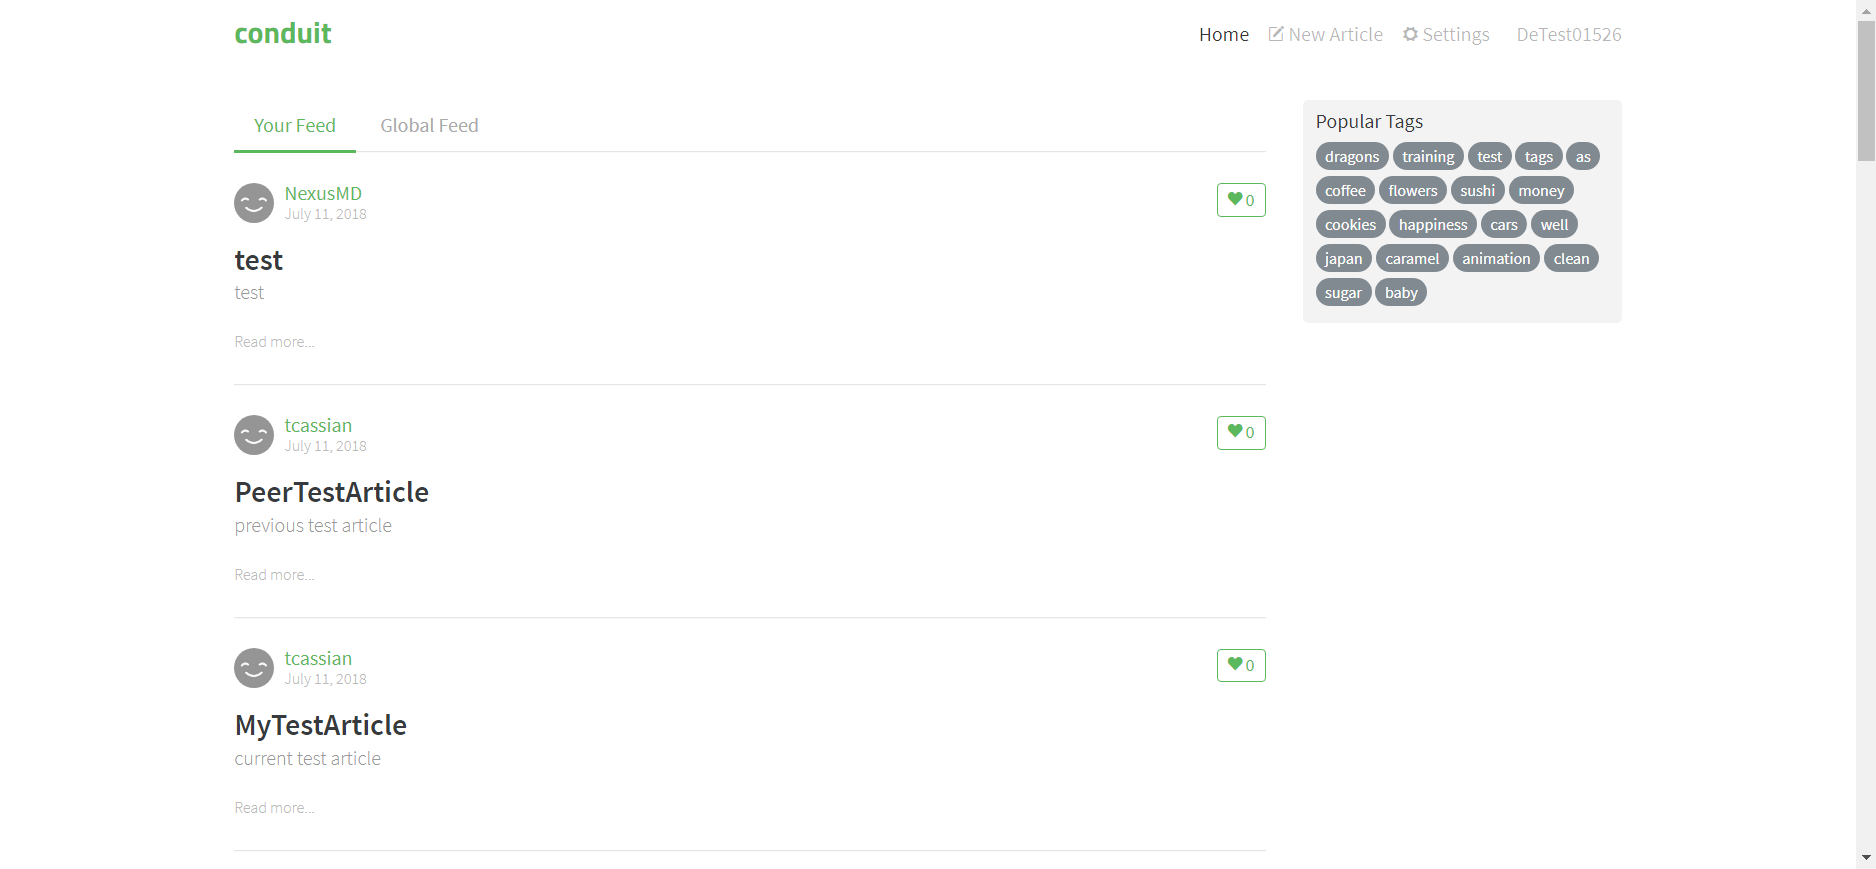 conduit
Home New Article Settings DeTest01526
Your Feed Global Feed
NexusMD
July 11, 2018
0
test
test
Read more...
tcassian
July 11, 2018
0
PeerTestArticle
previous test article
Read more...
tcassian
July 11, 2018
0
MyTestArticle
current test article
Read more...
Popular Tags
dragons training test tags as
coffee flowers sushi money
cookies happiness cars well
japan caramel animation clean
sugar baby